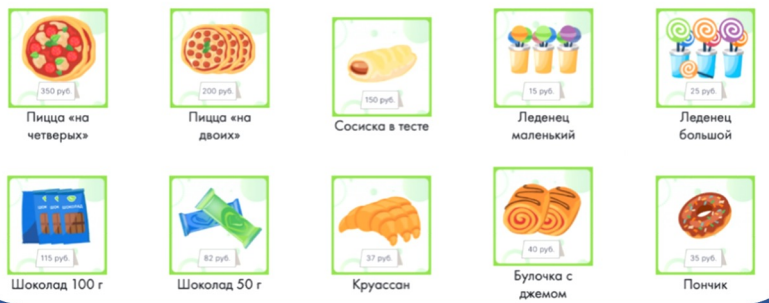 350 руб.
200 руб.
150 руб.
15 руб.
25 руб.
Пицца «на
четверых»
Пицца «на
двоих»
Сосиска в тесте
Леденец
маленький
Леденец
большой
115 руб.
82 руб.
37 руб.
40 руб.
35 руб.
Шоколад 100 г
Шоколад 50 г
Круассан
Булочка с
джемом
Пончик